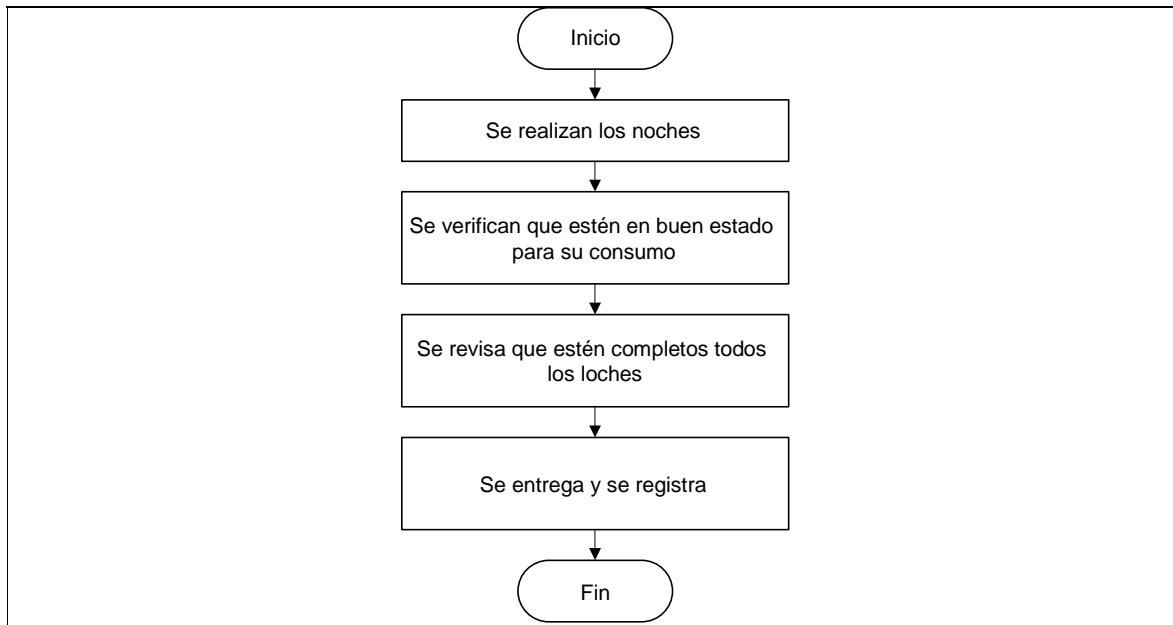 Inicio
Se realizan los noches
Se verifican que estén en buen estado
para su consumo
Se revisa que estén completos todos
los loches
Se entrega y se registra
Fin